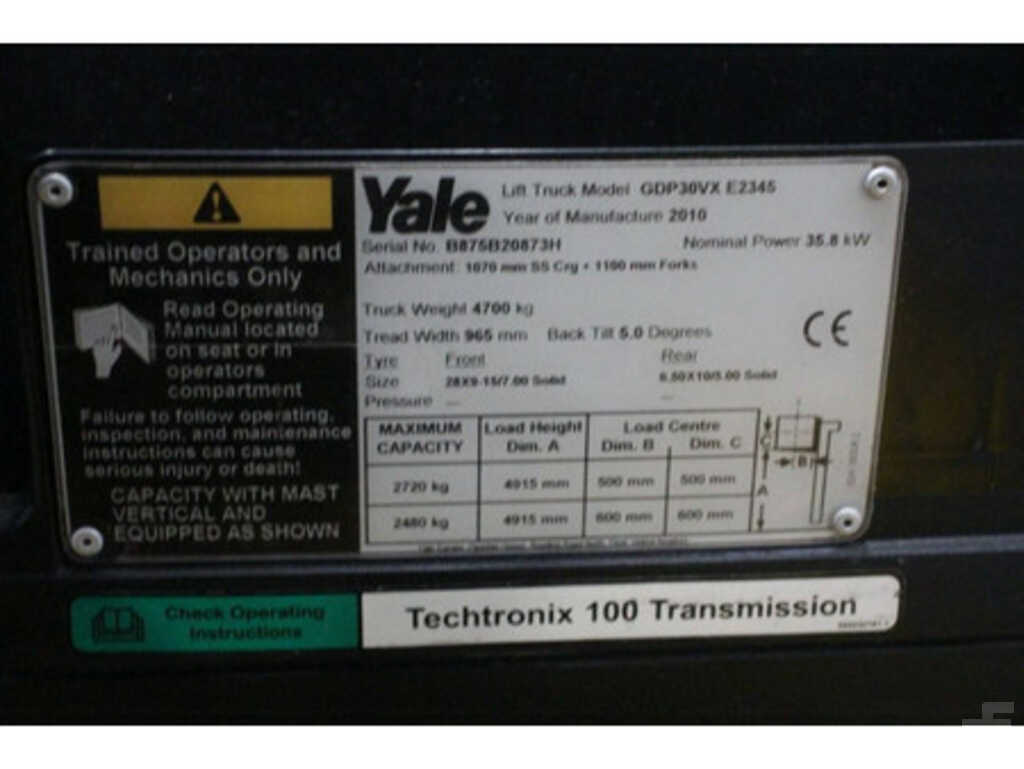 Trained Operators and
Mechanics Only
Read Operating
Manual located
on seat or in
operators
compartment
Failure to follow operating,
inspection, and maintenance
instructions can cause
serious injury or death!
CAPACITY WITH MAST
VERTICAL AND
EQUIPPED AS SHOWN
Yale Lift Truck Model GDP30VX E2345
Year of Manufacture 2010
Serial No. B875B20873H Nominal Power 35.8 kW
Attachment: 1070 mm SS Crg + 1100 mm Forks
Truck Weight 4700 kg
Tread Width 965 mm Back Tilt 5.0 Degrees
CE
Tyre Front Rear
Size 28X9-15/7.00 Solid 6.50X10/5.00 Solid
Pressure — —
MAXIMUM CAPACITY Load Height Dim. A Load Centre Dim. B Dim. C
2720 kg 4915 mm 500 mm 500 mm
2480 kg 4915 mm 600 mm 600 mm
C
B
A
Check Operating
Instructions
Techtronix 100 Transmission